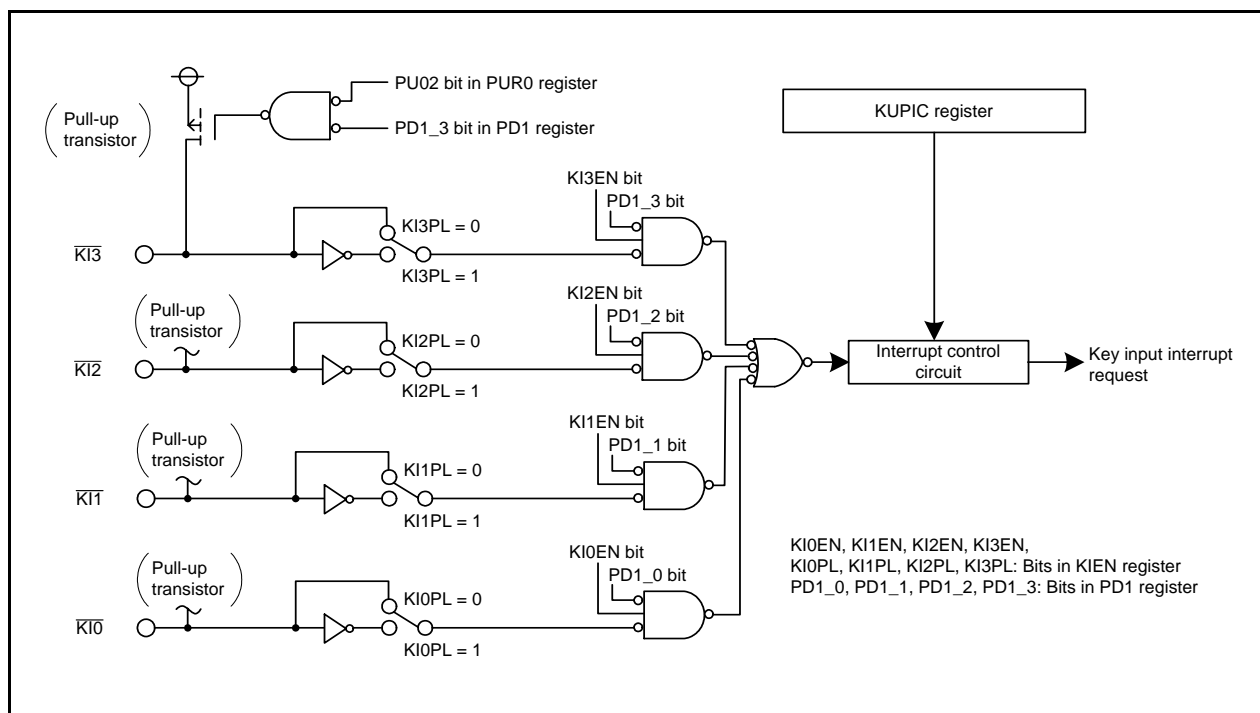 PU02 bit in PUR0 register
(Pull-up
transistor)
PD1_3 bit in PD1 register
KUPIC register
KI3EN bit
PD1_3 bit
KI3PL = 0
KI3
KI3PL = 1
(Pull-up
transistor)
KI2EN bit
PD1_2 bit
KI2PL = 0
KI2
KI2PL = 1
Interrupt control
circuit
Key input interrupt
request
(Pull-up
transistor)
KI1EN bit
PD1_1 bit
KI1PL = 0
KI1
KI1PL = 1
KI0EN, KI1EN, KI2EN, KI3EN,
KI0PL, KI1PL, KI2PL, KI3PL: Bits in KIEN register
PD1_0, PD1_1, PD1_2, PD1_3: Bits in PD1 register
(Pull-up
transistor)
KI0EN bit
PD1_0 bit
KI0PL = 0
KI0
KI0PL = 1